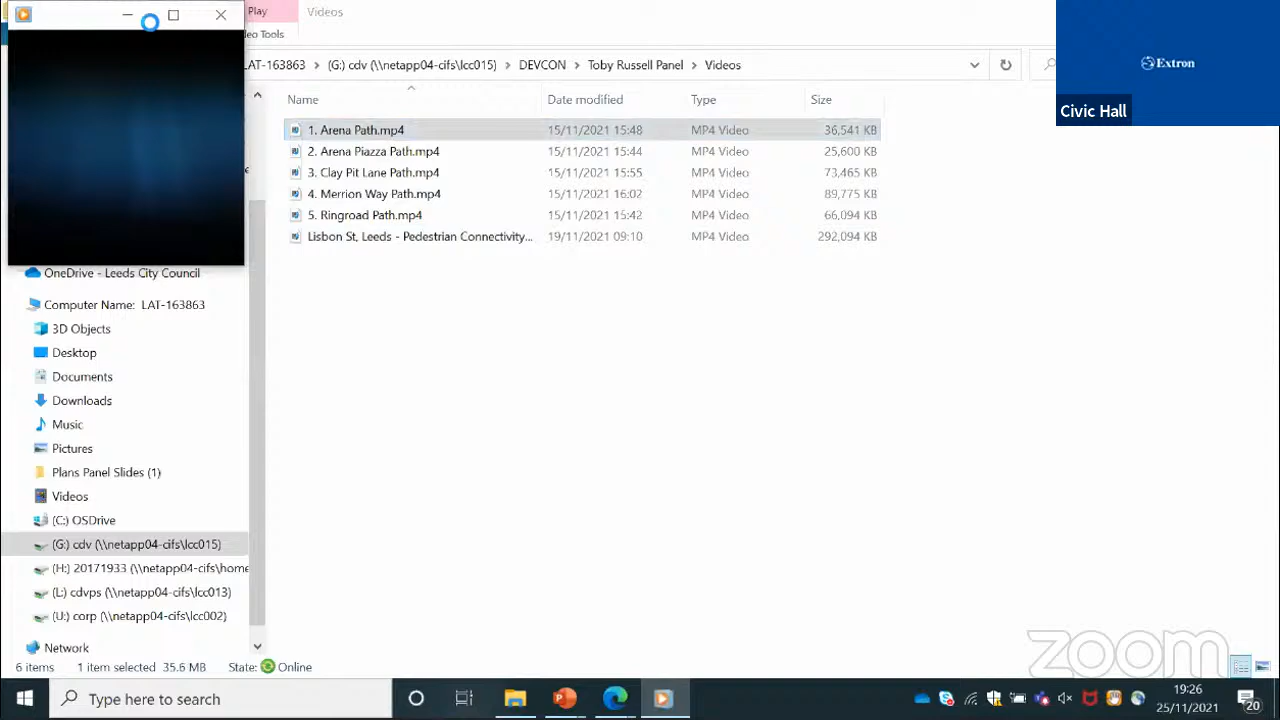 Play
Videos
Extron
Civic Hall
LAT-163863 › (G:) cdv (\\netapp04-cifs\lcc015) › DEVCON › Toby Russell Panel › Videos
Name Date modified Type Size
1. Arena Path.mp4 15/11/2021 15:48 MP4 Video 36,541 KB
2. Arena Piazza Path.mp4 15/11/2021 15:44 MP4 Video 25,600 KB
3. Clay Pit Lane Path.mp4 15/11/2021 15:55 MP4 Video 73,465 KB
4. Merrion Way Path.mp4 15/11/2021 16:02 MP4 Video 89,775 KB
5. Ringroad Path.mp4 15/11/2021 15:42 MP4 Video 66,094 KB
Lisbon St, Leeds - Pedestrian Connectivity... 19/11/2021 09:10 MP4 Video 292,094 KB
OneDrive - Leeds City Council
Computer Name: LAT-163863
3D Objects
Desktop
Documents
Downloads
Music
Pictures
Plans Panel Slides (1)
Videos
(C:) OSDrive
(G:) cdv (\\netapp04-cifs\lcc015)
(H:) 20171933 (\\netapp04-cifs\home
(L:) cdvps (\\netapp04-cifs\lcc013)
(U:) corp (\\netapp04-cifs\lcc002)
Network
6 items 1 item selected 35.6 MB State: Online
zoom
Type here to search
19:26
25/11/2021
20